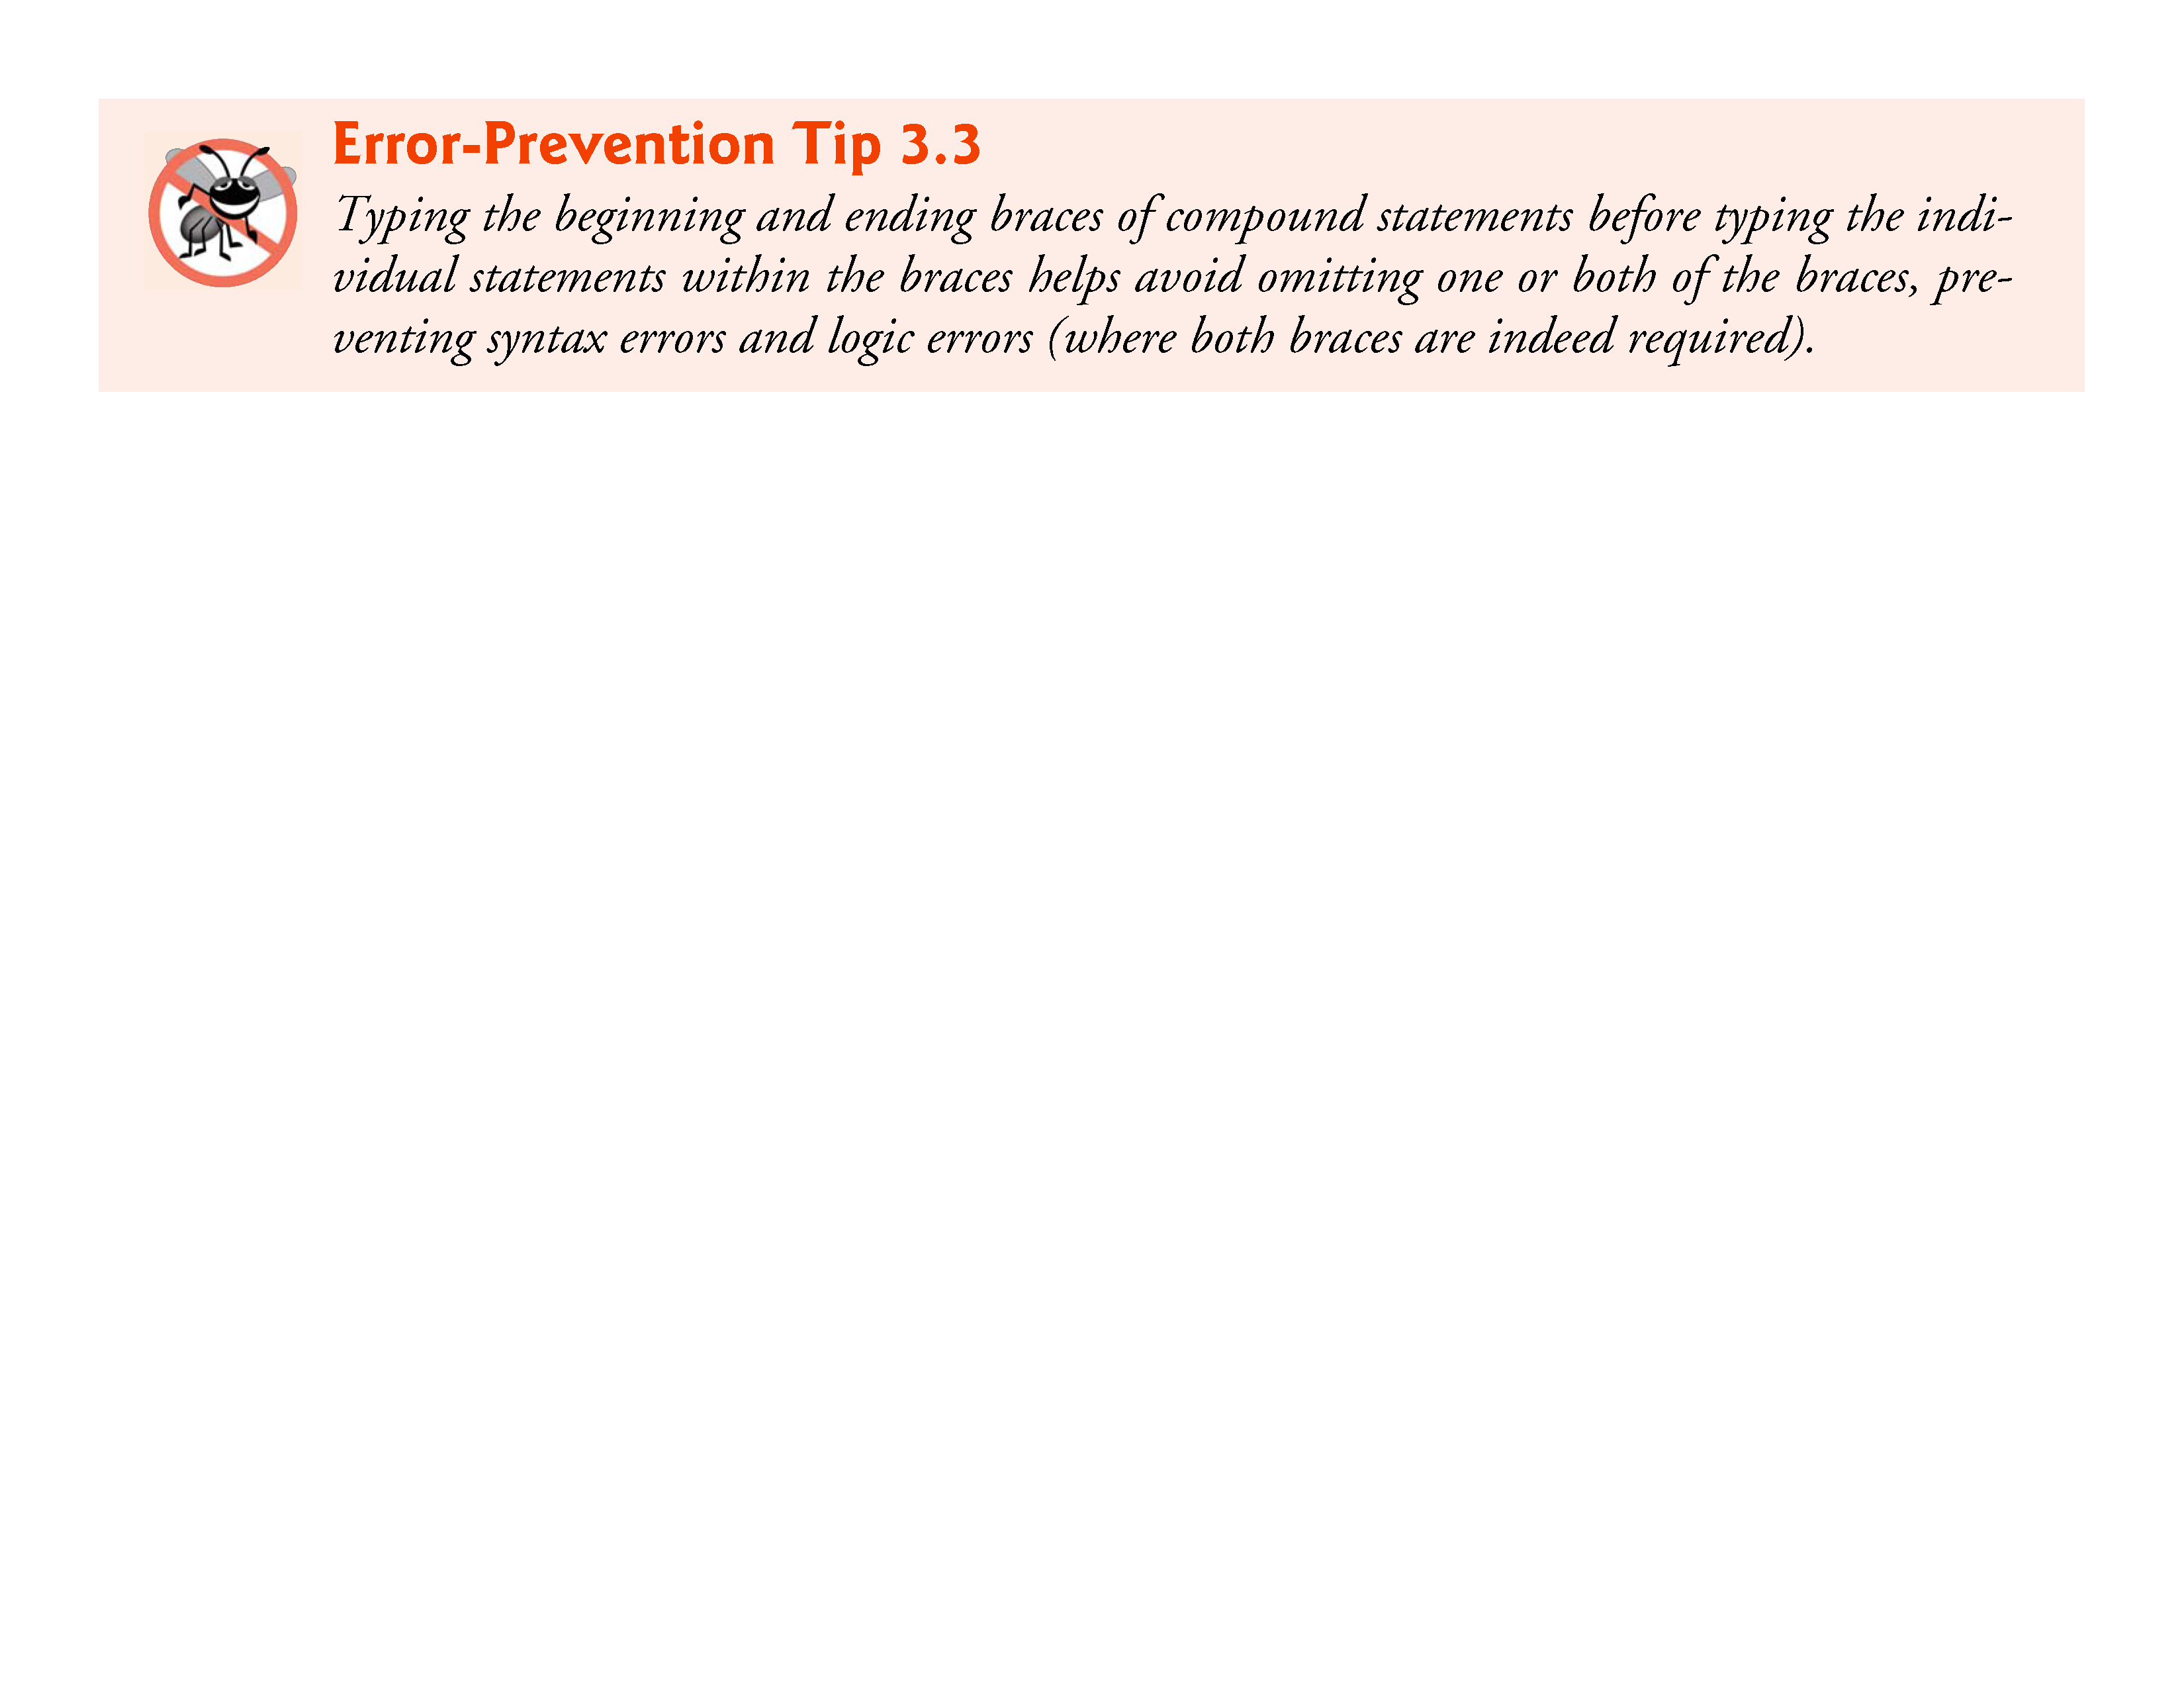 Error-Prevention Tip 3.3
Typing the beginning and ending braces of compound statements before typing the indi-
vidual statements within the braces helps avoid omitting one or both of the braces, pre-
venting syntax errors and logic errors (where both braces are indeed required).